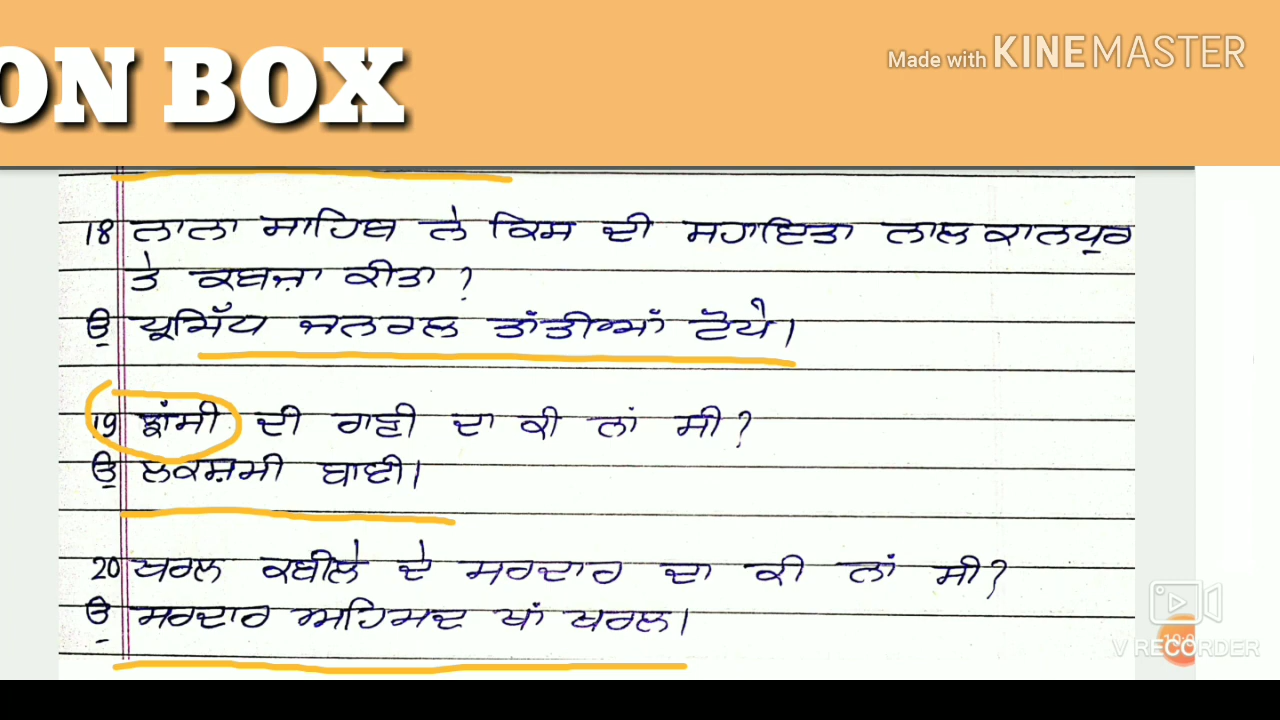 ON BOX
Made with KINEMASTER
18 ਨਾਨਾ ਸਾਹਿਬ ਨੇ ਕਿਸ ਦੀ ਸਹਾਇਤਾ ਨਾਲ ਕਾਨਪੁਰ
ਤੇ ਕਬਜ਼ਾ ਕੀਤਾ?
ਉ ਪ੍ਰਸਿੱਧ ਜਨਰਲ ਤਾਂਤੀਆਂ ਟੋਪੇ।
19 ਝਾਂਸੀ ਦੀ ਰਾਣੀ ਦਾ ਕੀ ਨਾਂ ਸੀ?
ਉ ਲਕਸ਼ਮੀ ਬਾਈ।
20 ਖਰਲ ਕਬੀਲੇ ਦੇ ਸਰਦਾਰ ਦਾ ਕੀ ਨਾਂ ਸੀ?
ਉ ਸਰਦਾਰ ਅਹਿਮਦ ਖਾਂ ਖਰਲ।
V RECORDER